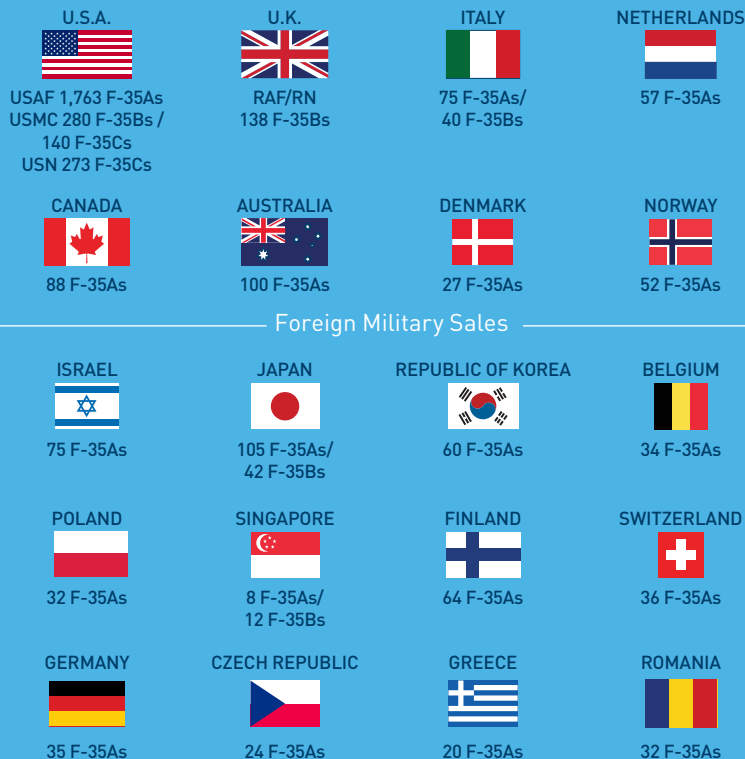 U.S.A.
U.K.
ITALY
NETHERLANDS
USAF 1,763 F-35As
USMC 280 F-35Bs /
140 F-35Cs
USN 273 F-35Cs
RAF/RN
138 F-35Bs
75 F-35As/
40 F-35Bs
57 F-35As
CANADA
AUSTRALIA
DENMARK
NORWAY
88 F-35As
100 F-35As
27 F-35As
52 F-35As
Foreign Military Sales
ISRAEL
JAPAN
REPUBLIC OF KOREA
BELGIUM
75 F-35As
105 F-35As/
42 F-35Bs
60 F-35As
34 F-35As
POLAND
SINGAPORE
FINLAND
SWITZERLAND
32 F-35As
8 F-35As/
12 F-35Bs
64 F-35As
36 F-35As
GERMANY
CZECH REPUBLIC
GREECE
ROMANIA
35 F-35As
24 F-35As
20 F-35As
32 F-35As